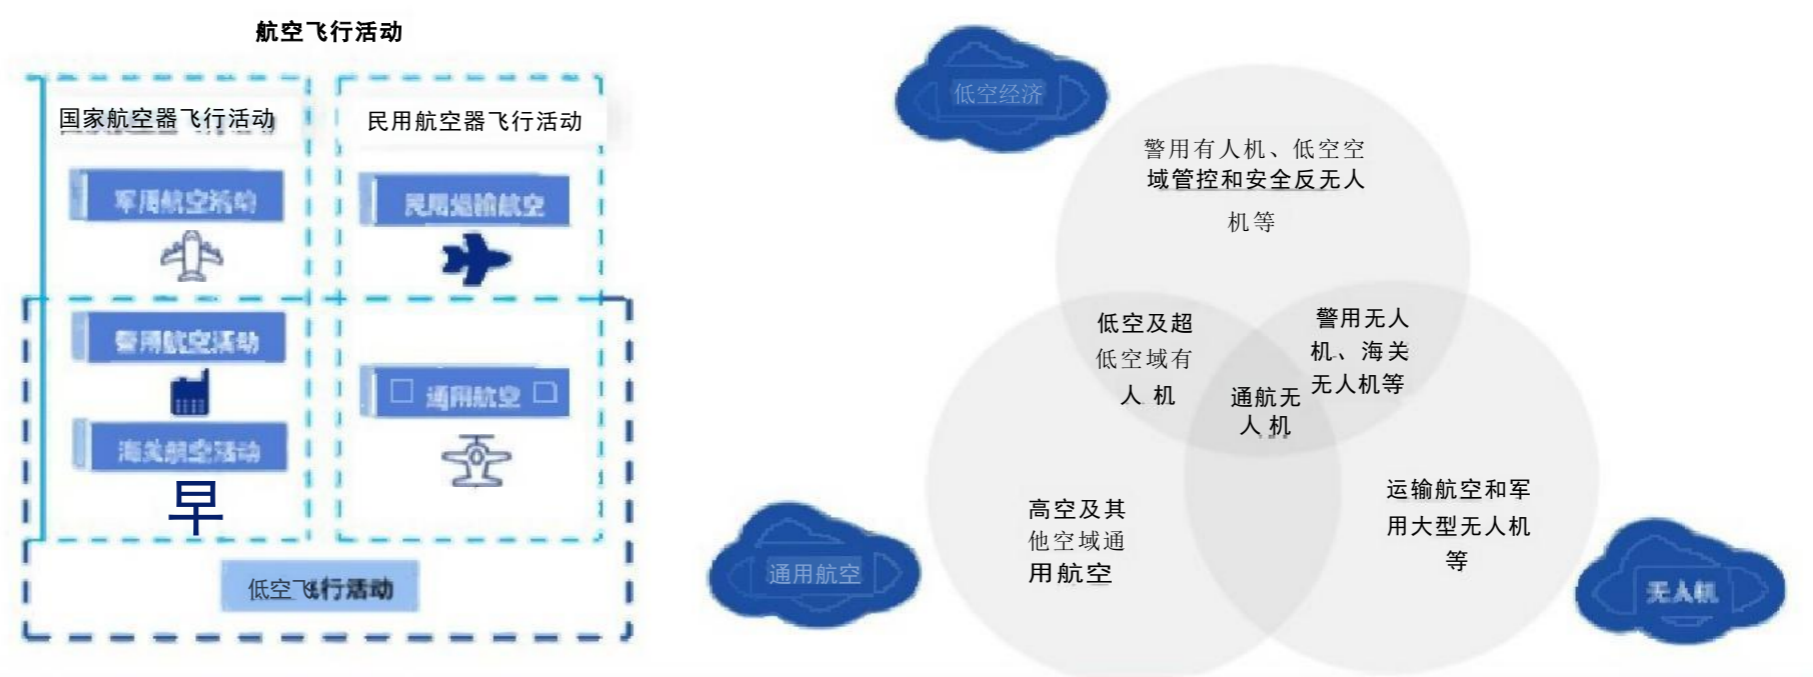 航空飞行活动
国家航空器飞行活动
民用航空器飞行活动
军用航空活动
民用运输航空
警用航空活动
海关航空活动
早
通用航空
低空飞行活动
低空经济
警用有人机、低空空
域管控和安全反无人
机等
低空及超
低空域有
人机
警用无人
机、海关
无人机等
通航无
人机
高空及其
他空域通
用航空
运输航空和军
用大型无人机
等
通用航空
无人机